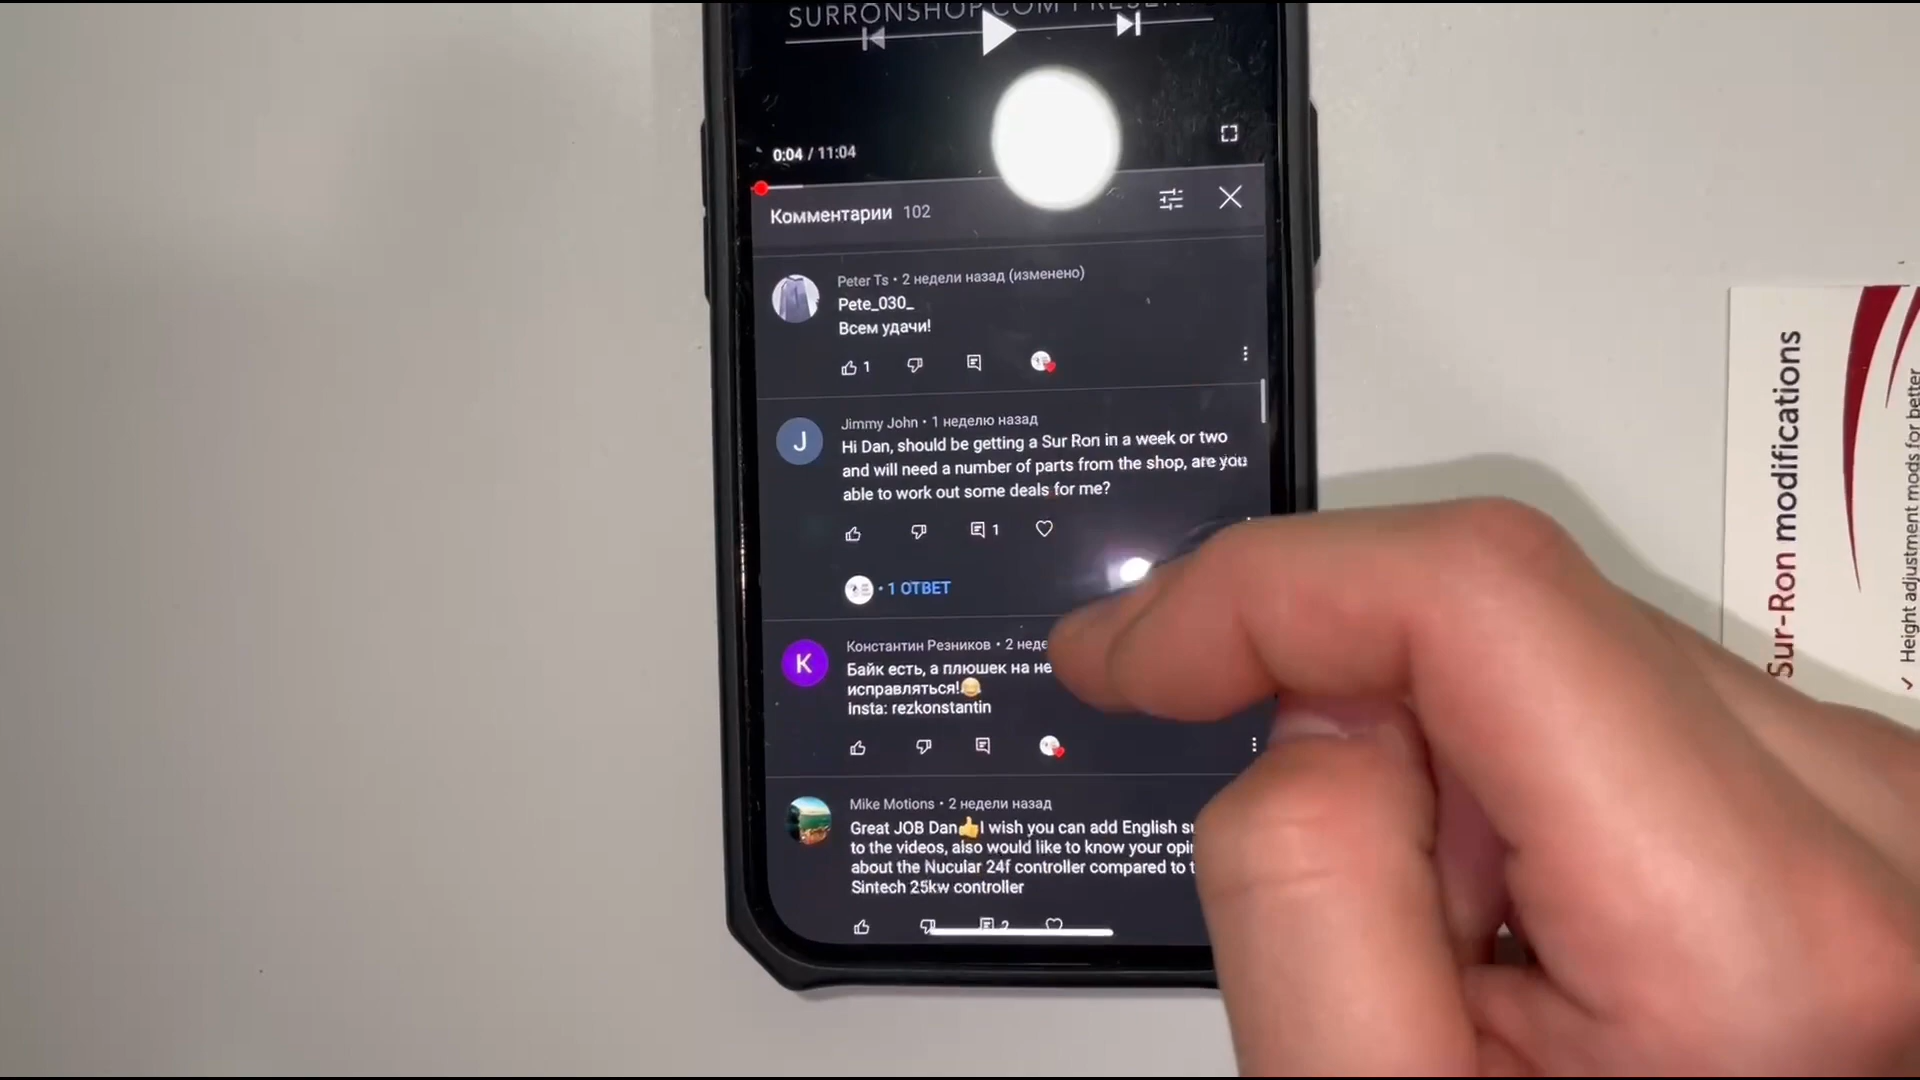 SURRONSHOP.COM
0:04 / 11:04
Комментарии 102
Peter Ts • 2 недели назад (изменено)
Pete_030_
Всем удачи!
1
J
Jimmy John • 1 неделю назад
Hi Dan, should be getting a Sur Ron in a week or two
and will need a number of parts from the shop, are you
able to work out some deals for me?
1
• 1 ОТВЕТ
K
Константин Резников • 2
Байк есть, а плюшек на
исправляться!😂
Insta: rezkonstantin
Mike Motions • 2 недели назад
Great JOB Dan👍I wish you can add English
to the videos, also would like to know your
about the Nucular 24f controller compared to
Sintech 25kw controller
2
Sur-Ron modifications
✓ Height adjustment mods for better